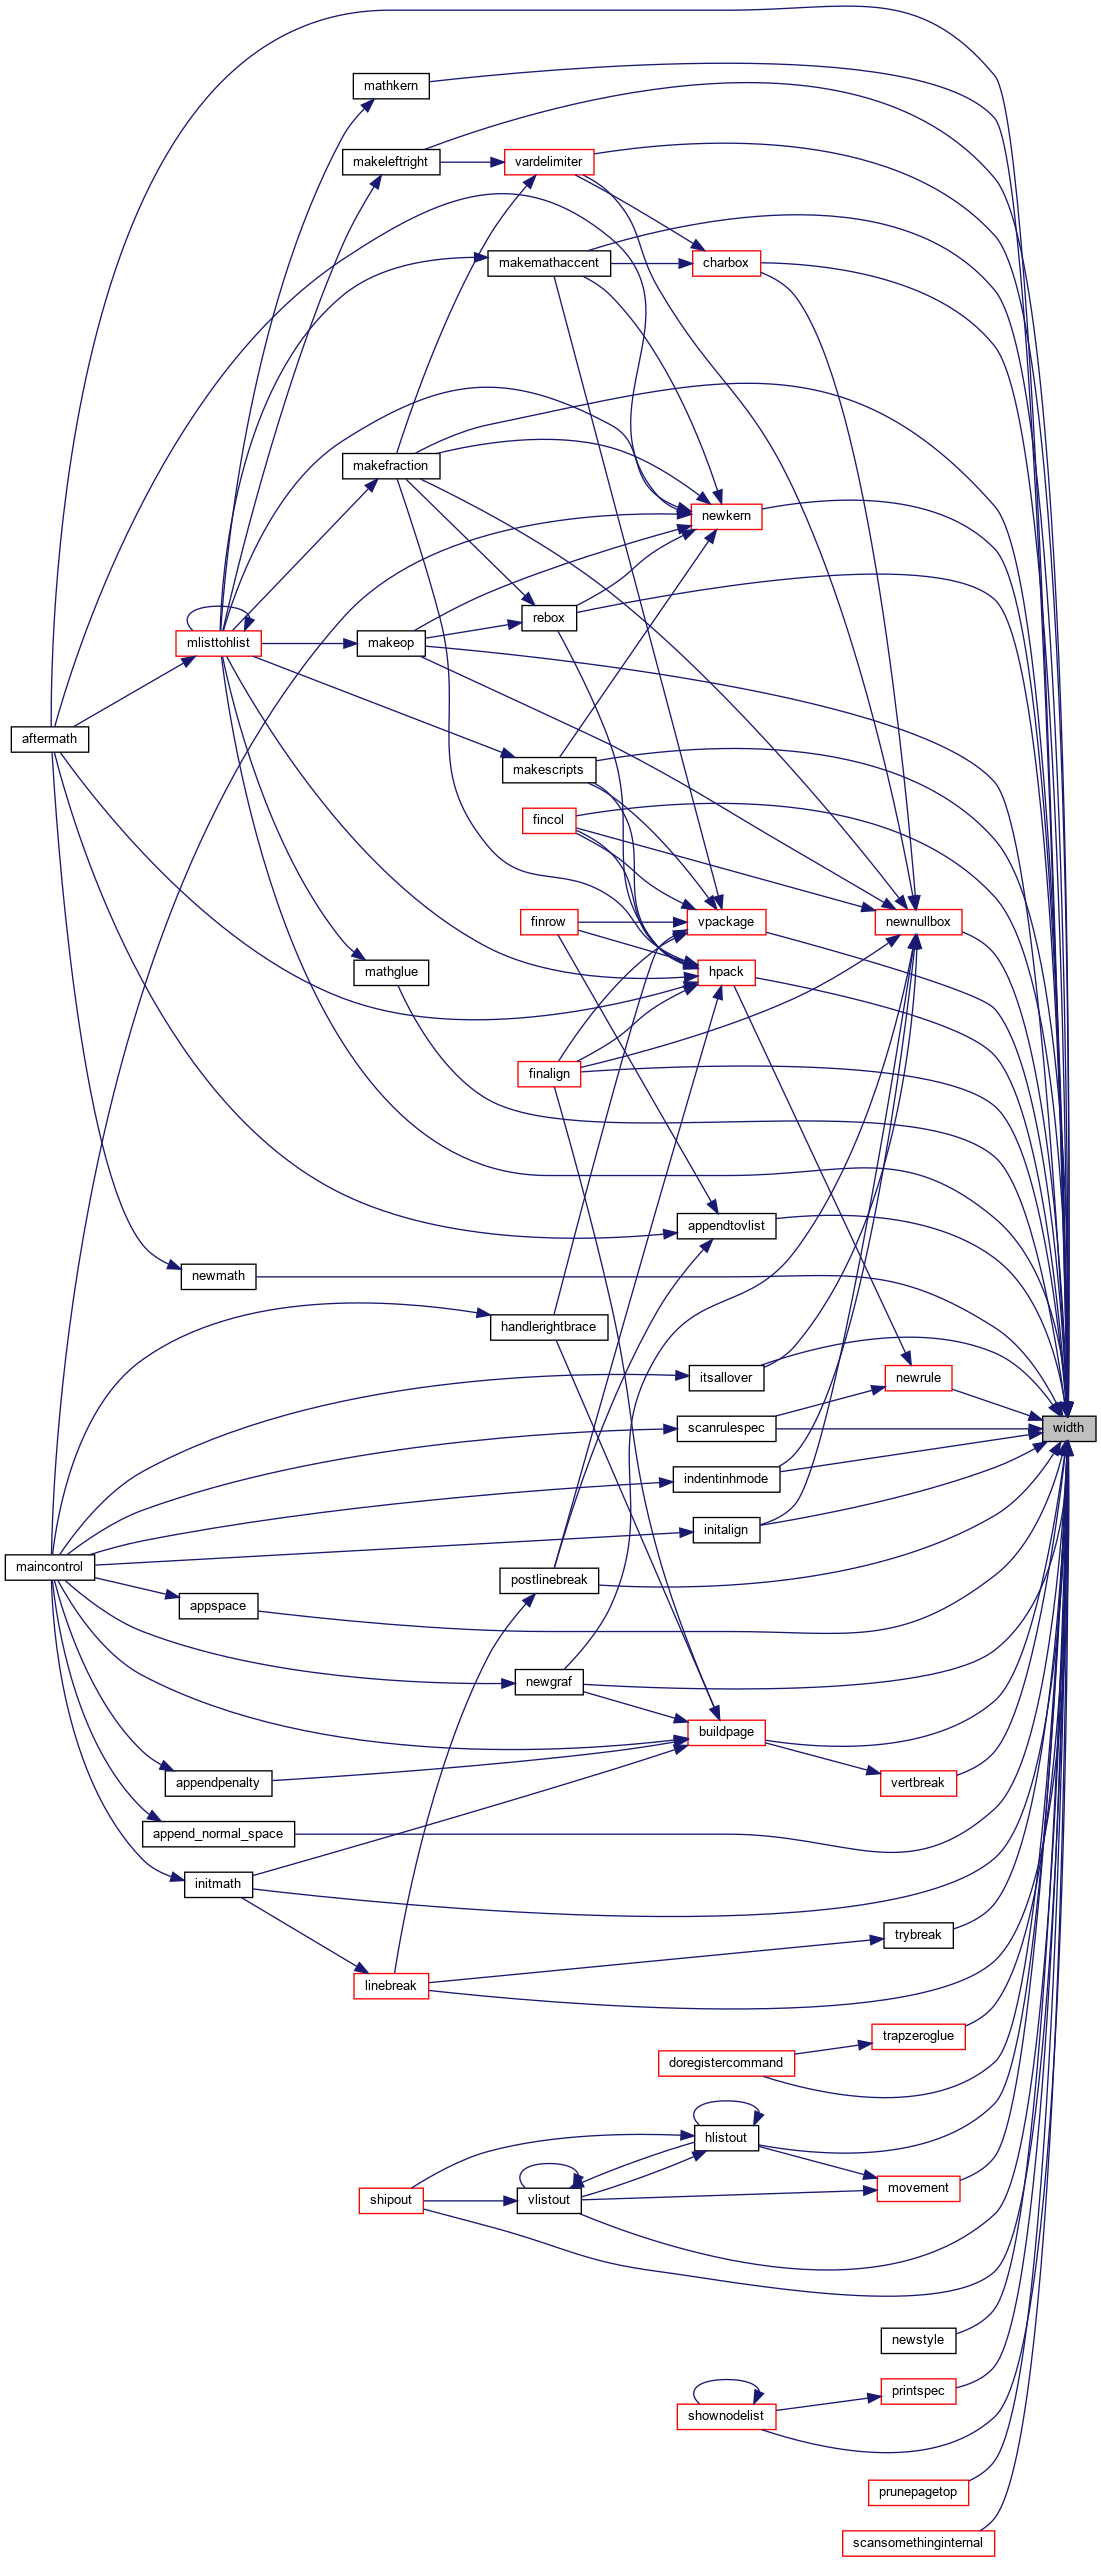 mathkern
makeleftright
vardelimiter
makemathaccent
charbox
makefraction
newkern
rebox
mlisttohlist
makeop
aftermath
makescripts
fincol
finrow
vpackage
newnullbox
mathglue
hpack
finalign
appendtovlist
newmath
handlerightbrace
itsallover
newrule
scanrulespec
width
indentinhmode
initalign
maincontrol
postlinebreak
appspace
newgraf
buildpage
appendpenalty
vertbreak
append_normal_space
initmath
trybreak
linebreak
trapzeroglue
doregistercommand
hlistout
movement
shipout
vlistout
newstyle
printspec
shownodelist
prunepagetop
scansomethinginternal